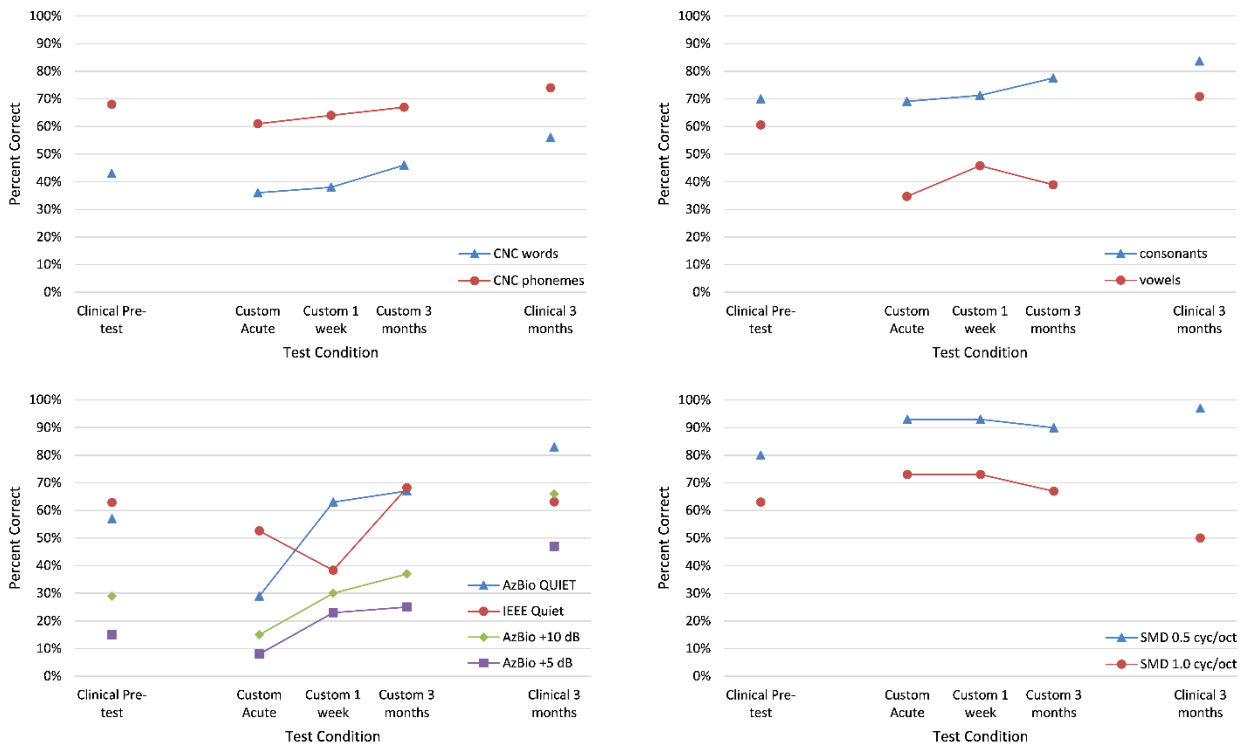 100%
90%
80%
70%
60%
50%
40%
30%
20%
10%
0%
Percent Correct
CNC words
CNC phonemes
Clinical Pre-
test
Custom
Acute
Custom 1
week
Custom 3
months
Clinical 3
months
Test Condition
100%
90%
80%
70%
60%
50%
40%
30%
20%
10%
0%
Percent Correct
consonants
vowels
Clinical Pre-
test
Custom
Acute
Custom 1
week
Custom 3
months
Clinical 3
months
Test Condition
100%
90%
80%
70%
60%
50%
40%
30%
20%
10%
0%
Percent Correct
AzBio QUIET
IEEE Quiet
AzBio +10 dB
AzBio +5 dB
Clinical Pre-
test
Custom
Acute
Custom 1
week
Custom 3
months
Clinical 3
months
Test Condition
100%
90%
80%
70%
60%
50%
40%
30%
20%
10%
0%
Percent Correct
SMD 0.5 cyc/oct
SMD 1.0 cyc/oct
Clinical Pre-
test
Custom
Acute
Custom 1
week
Custom 3
months
Clinical 3
months
Test Condition